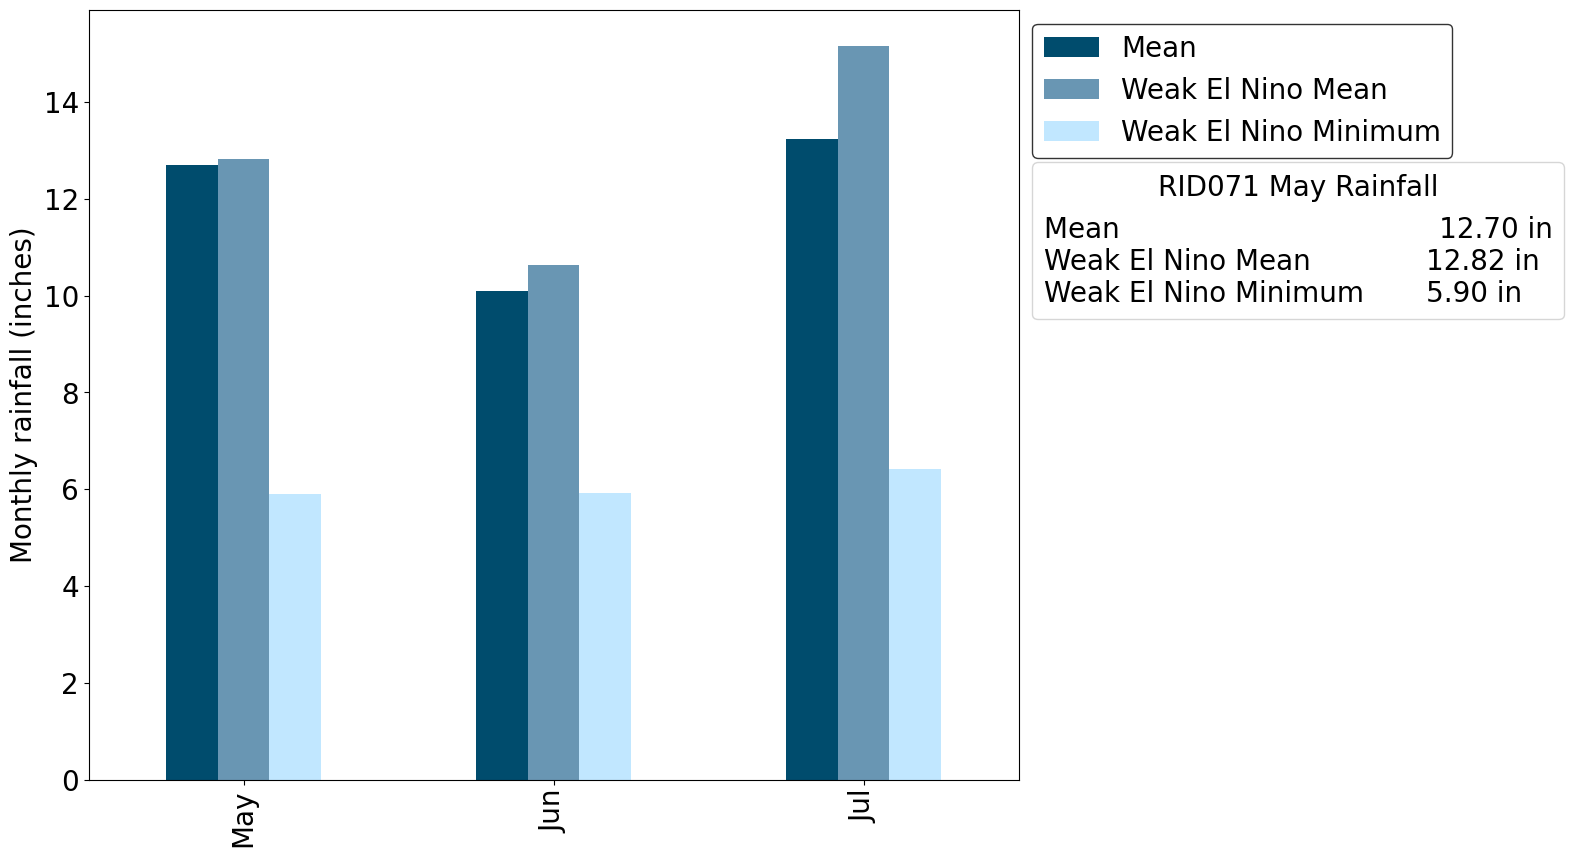 Monthly rainfall (inches)
14
12
10
8
6
4
2
0
May
Jun
Jul
Mean
Weak El Nino Mean
Weak El Nino Minimum
RID071 May Rainfall
Mean 12.70 in
Weak El Nino Mean 12.82 in
Weak El Nino Minimum 5.90 in